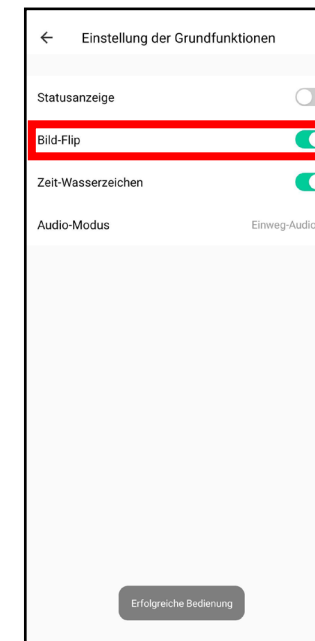 Einstellung der Grundfunktionen
Statusanzeige
Bild-Flip
Zeit-Wasserzeichen
Audio-Modus Einweg-Audio
Erfolgreiche Bedienung